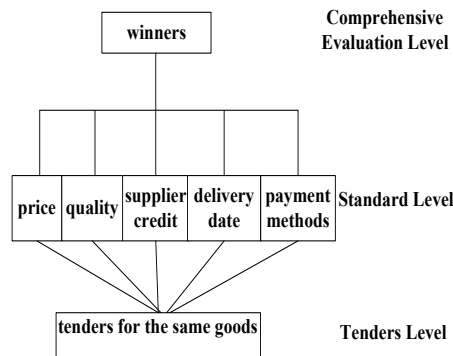 Comprehensive
Evaluation Level
winners
price
quality
supplier
credit
delivery
date
payment
methods
Standard Level
tenders for the same goods
Tenders Level